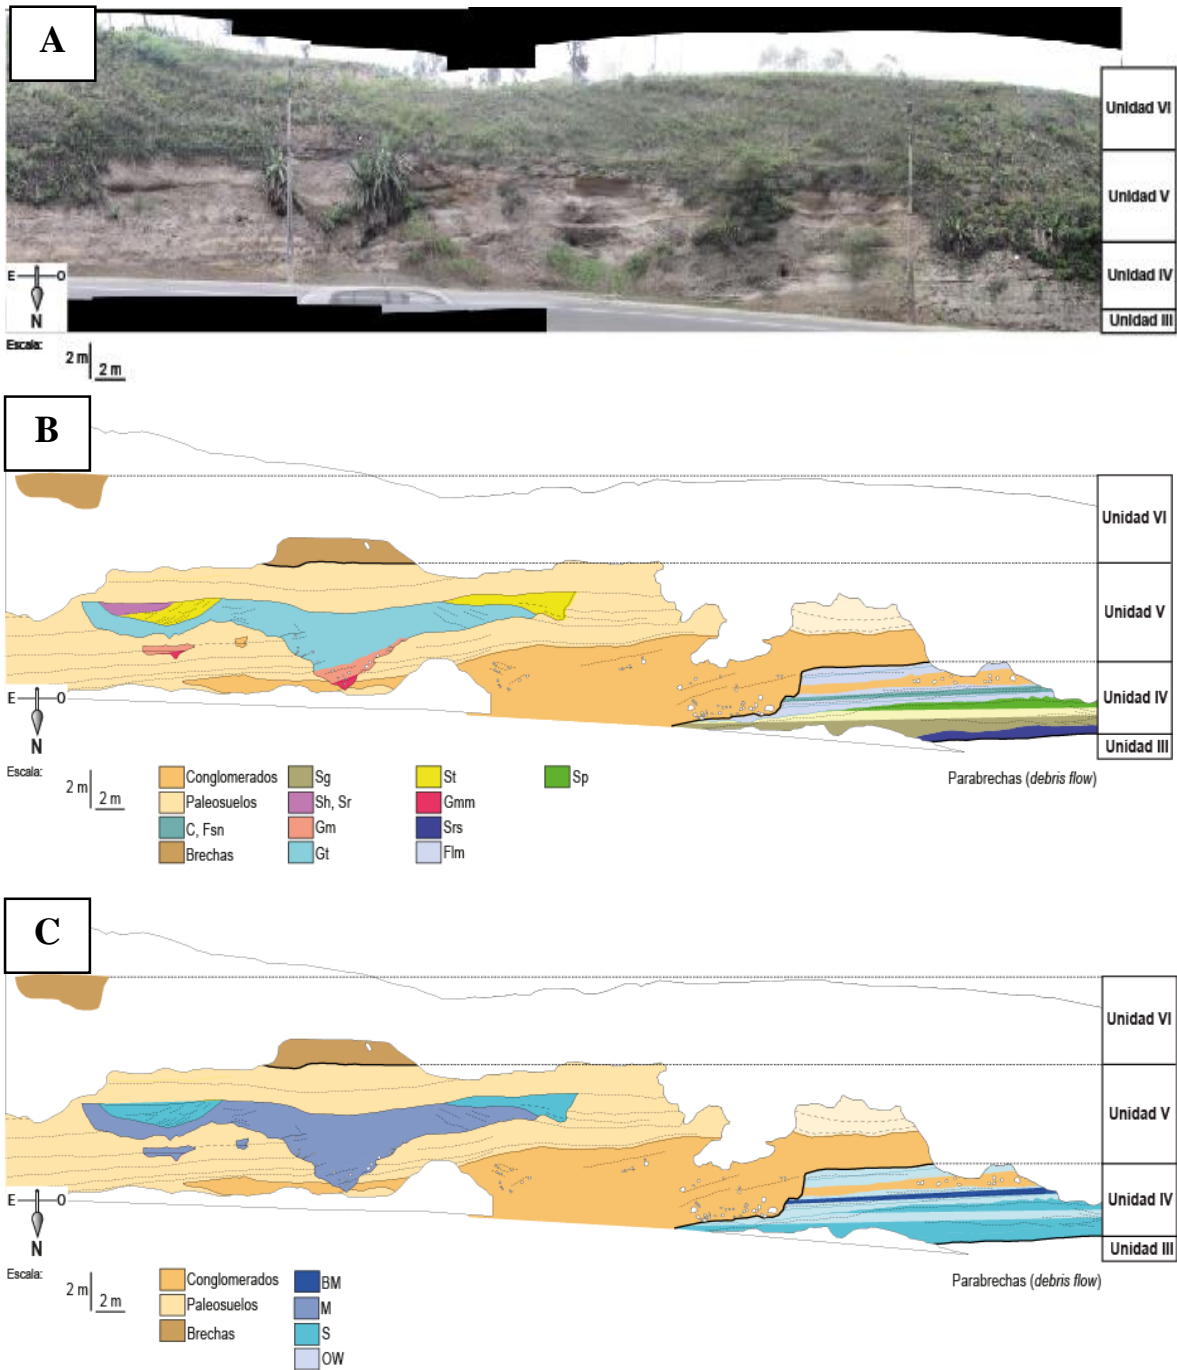 A
Unidad VI
Unidad V
Unidad IV
Unidad III
E O
N
Escala:
2 m
2 m
B
Unidad VI
Unidad V
Unidad IV
Unidad III
E O
N
Escala:
2 m
2 m
Conglomerados
Paleosuelos
C, Fsn
Brechas
Sg
Sh, Sr
Gm
Gt
St
Gmm
Srs
Flm
Sp
Parabrechas (debris flow)
C
Unidad VI
Unidad V
Unidad IV
Unidad III
E O
N
Escala:
2 m
2 m
Conglomerados
Paleosuelos
Brechas
BM
M
S
OW
Parabrechas (debris flow)